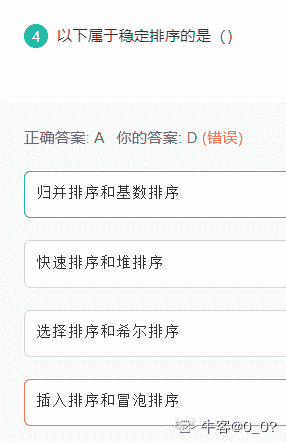 4 以下属于稳定排序的是（）
正确答案: A 你的答案: D (错误)
归并排序和基数排序
快速排序和堆排序
选择排序和希尔排序
插入排序和冒泡排序
牛客@0_0?